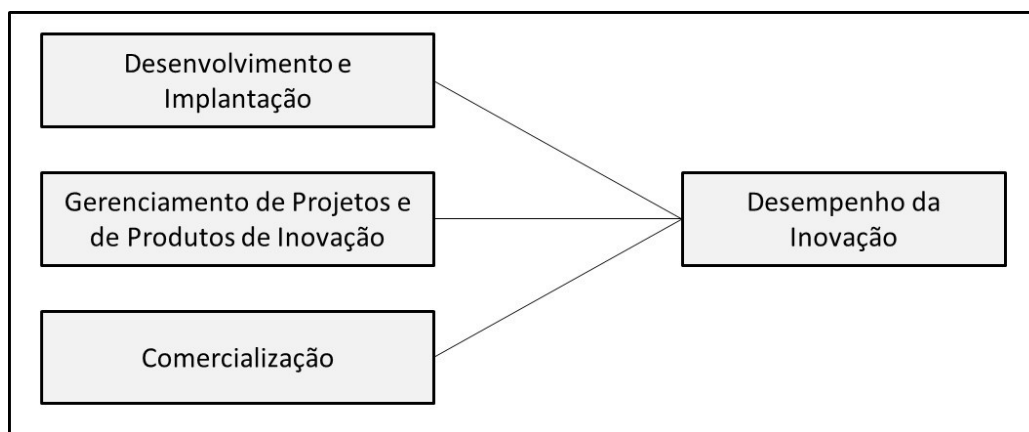 Desenvolvimento e
Implantação
Gerenciamento de Projetos e
de Produtos de Inovação
Desempenho da
Inovação
Comercialização